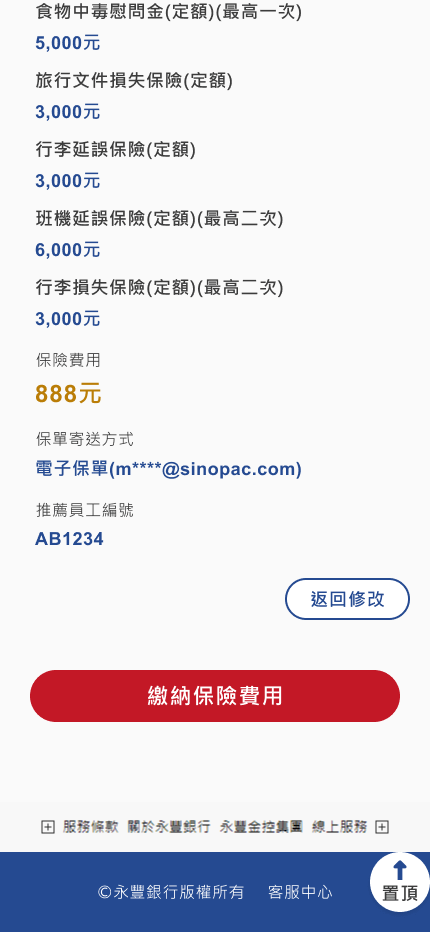 食物中毒慰問金(定額)(最高一次)
5,000元
旅行文件損失保險(定額)
3,000元
行李延誤保險(定額)
3,000元
班機延誤保險(定額)(最高二次)
6,000元
行李損失保險(定額)(最高二次)
3,000元
保險費用
888元
保單寄送方式
電子保單(m****@sinopac.com)
推薦員工編號
AB1234
返回修改
繳納保險費用
服務條款 關於永豐銀行 永豐金控集團 線上服務
©永豐銀行版權所有 客服中心
置頂